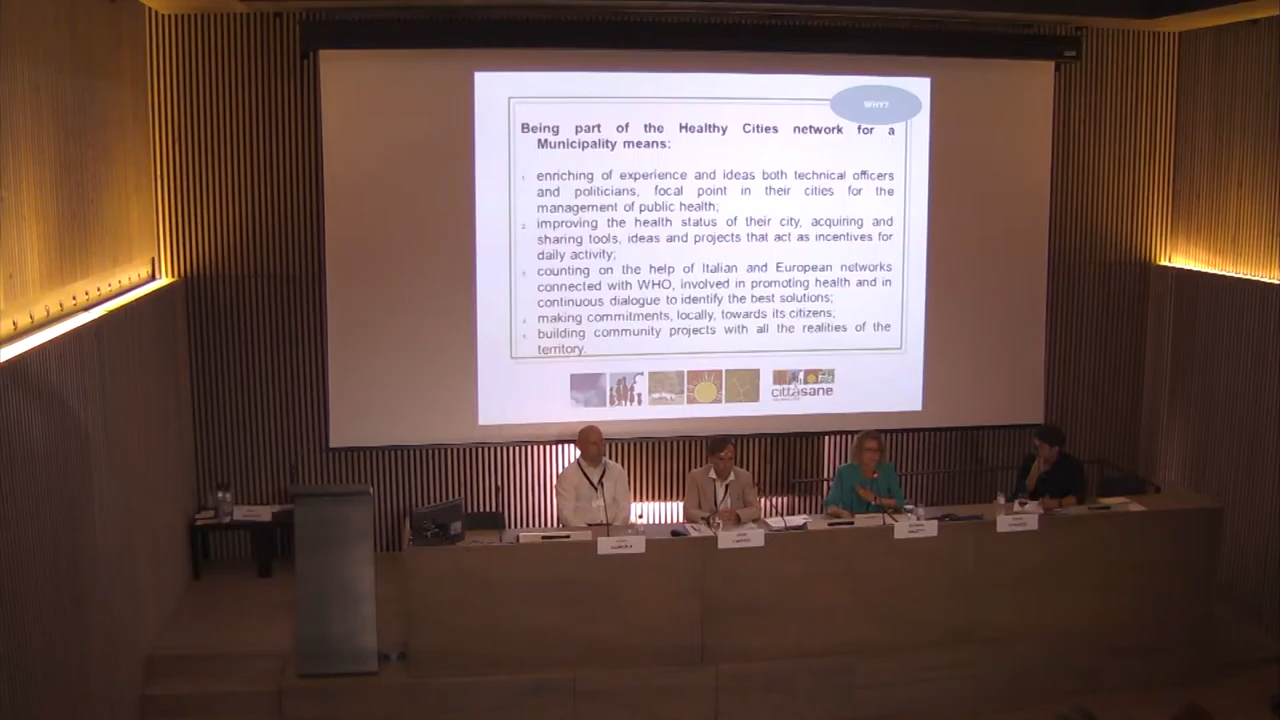 WHY?
Being part of the Healthy Cities network for a
Municipality means:
1. enriching of experience and ideas both technical officers
and politicians, focal point in their cities for the
management of public health;
2. improving the health status of their city, acquiring and
sharing tools, ideas and projects that act as incentives for
daily activity;
3. counting on the help of Italian and European networks
connected with WHO, involved in promoting health and in
continuous dialogue to identify the best solutions;
4. making commitments, locally, towards its citizens;
5. building community projects with all the realities of the
territory.
cittàsane